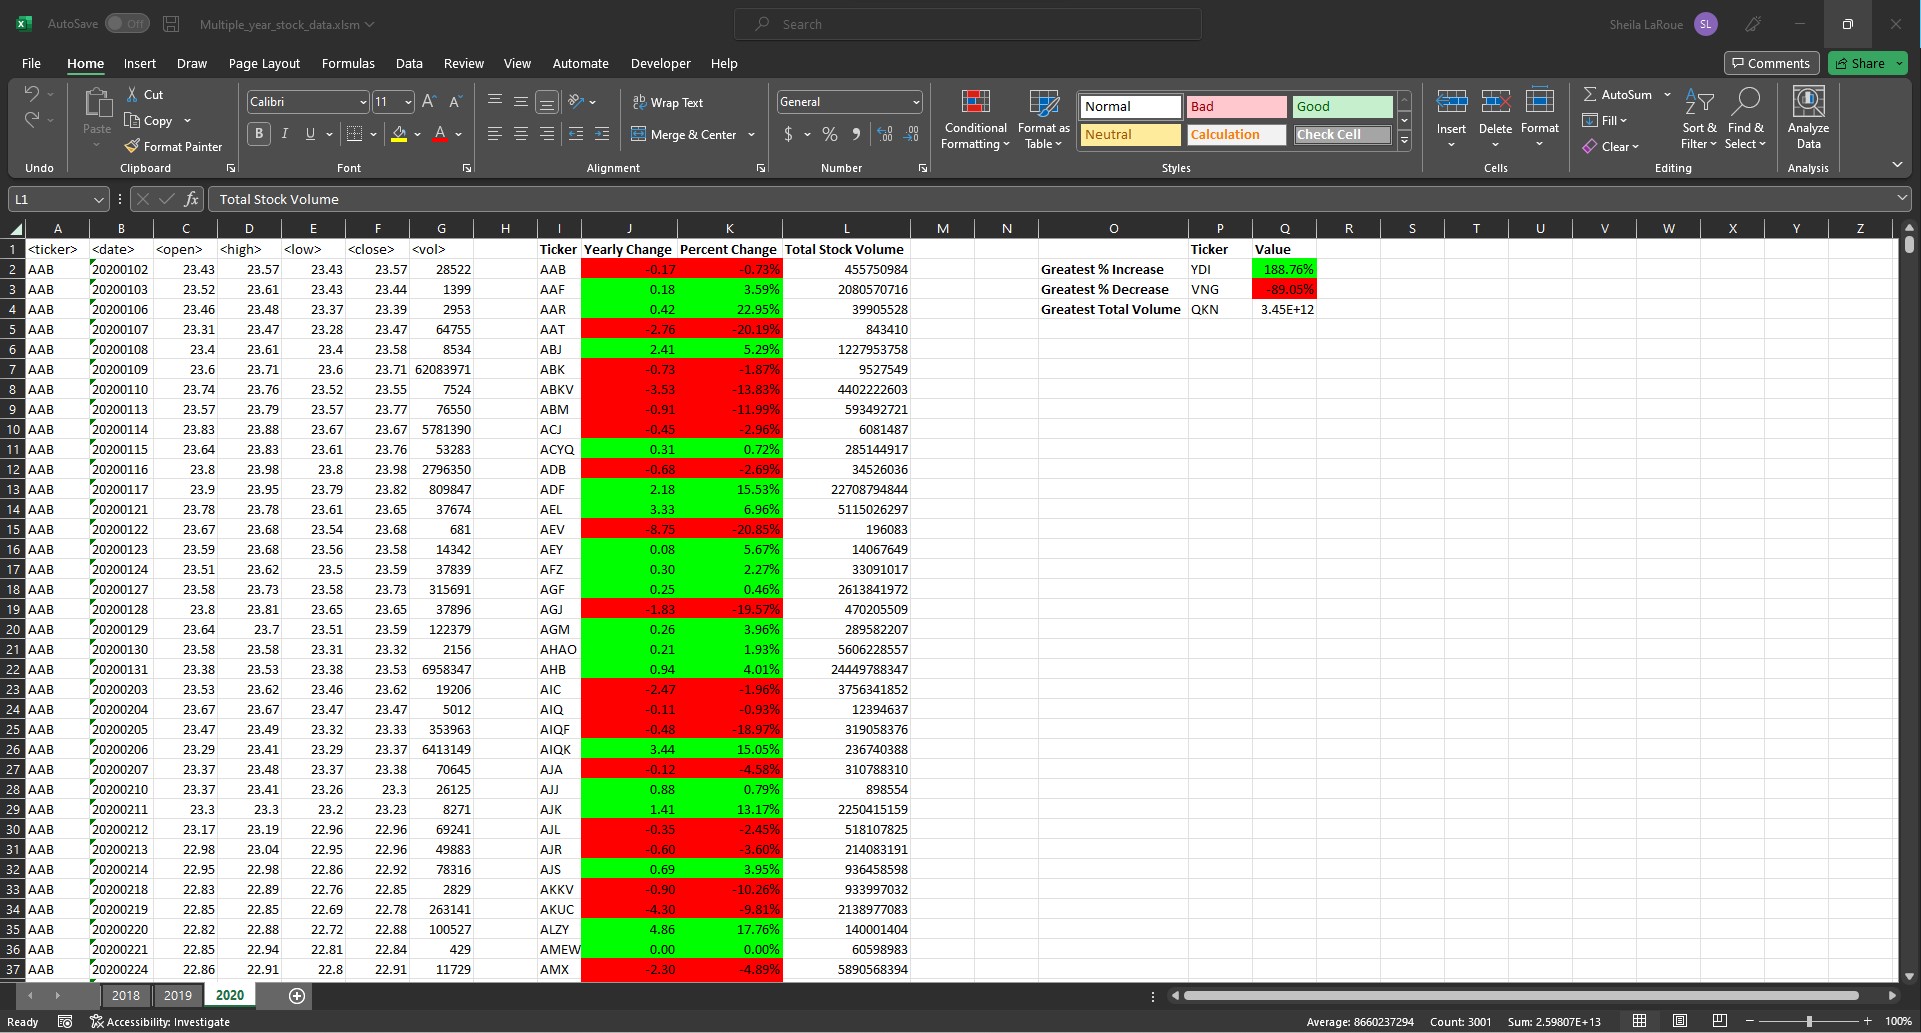 AutoSave Off Multiple_year_stock_data.xlsm Search Sheila LaRoue SL
File Home Insert Draw Page Layout Formulas Data Review View Automate Developer Help Comments Share
Paste Cut Copy Format Painter
Calibri 11
B I U A
ab Wrap Text
Merge & Center
General
$ % 9
Conditional Formatting
Format as Table
Normal Bad Good
Neutral Calculation Check Cell
Insert Delete Format
AutoSum
Fill
Clear
Sort & Filter
Find & Select
Analyze Data
Undo Clipboard Font Alignment Number Styles Cells Editing Analysis
L1 fx Total Stock Volume
A B C D E F G H I J K L M N O P Q R S T U V W X Y Z
1 <ticker> <date> <open> <high> <low> <close> <vol> Ticker Yearly Change Percent Change Total Stock Volume Ticker Value
2 AAB 20200102 23.43 23.57 23.43 23.57 28522 AAB -0.17 -0.73% 455750984 Greatest % Increase YDI 188.76%
3 AAB 20200103 23.52 23.61 23.43 23.44 1399 AAF 0.18 3.59% 2080570716 Greatest % Decrease VNG -89.05%
4 AAB 20200106 23.46 23.48 23.37 23.39 2953 AAR 0.42 22.95% 39905528 Greatest Total Volume QKN 3.45E+12
5 AAB 20200107 23.31 23.47 23.28 23.47 64755 AAT -2.76 -20.19% 843410
6 AAB 20200108 23.4 23.61 23.4 23.58 8534 ABJ 2.41 5.29% 1227953758
7 AAB 20200109 23.6 23.71 23.6 23.71 62083971 ABK -0.73 -1.87% 9527549
8 AAB 20200110 23.74 23.76 23.52 23.55 7524 ABKV -3.53 -13.83% 4402222603
9 AAB 20200113 23.57 23.79 23.57 23.77 76550 ABM -0.91 -11.99% 593492721
10 AAB 20200114 23.83 23.88 23.67 23.67 5781390 ACJ -0.45 -2.96% 6081487
11 AAB 20200115 23.64 23.83 23.61 23.76 53283 ACYQ 0.31 0.72% 285144917
12 AAB 20200116 23.8 23.98 23.8 23.98 2796350 ADB -0.68 -2.69% 34526036
13 AAB 20200117 23.9 23.95 23.79 23.82 809847 ADF 2.18 15.53% 22708794844
14 AAB 20200121 23.78 23.78 23.61 23.65 37674 AEL 3.33 6.96% 5115026297
15 AAB 20200122 23.67 23.68 23.54 23.68 681 AEV -8.75 -20.85% 196083
16 AAB 20200123 23.59 23.68 23.56 23.58 14342 AEY 0.08 5.67% 14067649
17 AAB 20200124 23.51 23.62 23.5 23.59 37839 AFZ 0.30 2.27% 33091017
18 AAB 20200127 23.58 23.73 23.58 23.73 315691 AGF 0.25 0.46% 2613841972
19 AAB 20200128 23.8 23.81 23.65 23.65 37896 AGJ -1.83 -19.57% 470205509
20 AAB 20200129 23.64 23.7 23.51 23.59 122379 AGM 0.26 3.96% 289582207
21 AAB 20200130 23.58 23.58 23.31 23.32 2156 AHAO 0.21 1.93% 5606228557
22 AAB 20200131 23.38 23.53 23.38 23.53 6958347 AHB 0.94 4.01% 24449788347
23 AAB 20200203 23.53 23.62 23.46 23.62 19206 AIC -2.47 -1.96% 3756341852
24 AAB 20200204 23.67 23.67 23.47 23.47 5012 AIQ -0.11 -0.93% 12394637
25 AAB 20200205 23.47 23.49 23.32 23.33 353963 AIQF -0.48 -18.97% 319058376
26 AAB 20200206 23.29 23.41 23.29 23.37 6413149 AIQK 3.44 15.05% 236740388
27 AAB 20200207 23.37 23.48 23.37 23.38 70645 AJA -0.12 -4.58% 310788310
28 AAB 20200210 23.37 23.41 23.26 23.3 26125 AJJ 0.88 0.79% 898554
29 AAB 20200211 23.3 23.3 23.2 23.23 8271 AJK 1.41 13.17% 2250415159
30 AAB 20200212 23.17 23.19 22.96 22.96 69241 AJL -0.35 -2.45% 518107825
31 AAB 20200213 22.98 23.04 22.95 22.96 49883 AJR -0.60 -3.60% 214083191
32 AAB 20200214 22.95 22.98 22.86 22.92 78316 AJS 0.69 3.95% 936458598
33 AAB 20200218 22.83 22.89 22.76 22.85 2829 AKKV -0.90 -10.26% 933997032
34 AAB 20200219 22.85 22.85 22.69 22.78 263141 AKUC -4.30 -9.81% 2138977083
35 AAB 20200220 22.82 22.88 22.72 22.88 100527 ALZY 4.86 17.76% 140001404
36 AAB 20200221 22.85 22.94 22.81 22.84 429 AMEW 0.00 0.00% 60598983
37 AAB 20200224 22.86 22.91 22.8 22.91 11729 AMX -2.30 -4.89% 5890568394
2018 2019 2020
Ready Accessibility: Investigate Average: 8660237294 Count: 3001 Sum: 2.59807E+13 100%